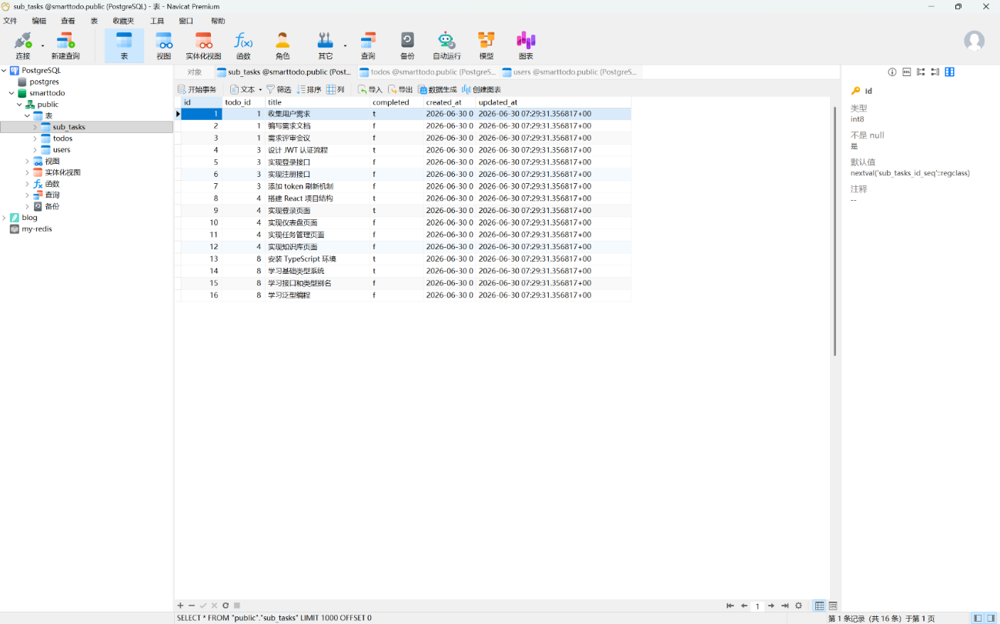 sub_tasks @smarttodo.public (PostgreSQL) - 表 - Navicat Premium
文件 编辑 查看 表 收藏夹 工具 窗口 帮助
连接 新建查询 表 视图 实体化视图 函数 角色 其它 查询 备份 自动运行 模型 图表
PostgreSQL
postgres
smarttodo
public
表
sub_tasks
todos
users
视图
实体化视图
函数
查询
备份
blog
my-redis
对象 sub_tasks @smarttodo.public (Post... todos @smarttodo.public (PostgreS... users @smarttodo.public (PostgreS...
开始事务 文本 筛选 排序 列 导入 导出 数据生成 创建图表
id todo_id title completed created_at updated_at
1 1 收集用户需求 t 2026-06-30 0 2026-06-30 07:29:31.356817+00
2 1 编写需求文档 f 2026-06-30 0 2026-06-30 07:29:31.356817+00
3 1 需求评审会议 f 2026-06-30 0 2026-06-30 07:29:31.356817+00
4 3 设计 JWT 认证流程 t 2026-06-30 0 2026-06-30 07:29:31.356817+00
5 3 实现登录接口 f 2026-06-30 0 2026-06-30 07:29:31.356817+00
6 3 实现注册接口 f 2026-06-30 0 2026-06-30 07:29:31.356817+00
7 3 添加 token 刷新机制 f 2026-06-30 0 2026-06-30 07:29:31.356817+00
8 4 搭建 React 项目结构 t 2026-06-30 0 2026-06-30 07:29:31.356817+00
9 4 实现登录页面 f 2026-06-30 0 2026-06-30 07:29:31.356817+00
10 4 实现仪表盘页面 f 2026-06-30 0 2026-06-30 07:29:31.356817+00
11 4 实现任务管理页面 f 2026-06-30 0 2026-06-30 07:29:31.356817+00
12 4 实现知识库页面 f 2026-06-30 0 2026-06-30 07:29:31.356817+00
13 8 安装 TypeScript 环境 t 2026-06-30 0 2026-06-30 07:29:31.356817+00
14 8 学习基础类型系统 t 2026-06-30 0 2026-06-30 07:29:31.356817+00
15 8 学习接口和类型别名 f 2026-06-30 0 2026-06-30 07:29:31.356817+00
16 8 学习泛型编程 f 2026-06-30 0 2026-06-30 07:29:31.356817+00
id
类型
int8
不是 null
是
默认值
nextval('sub_tasks_id_seq'::regclass)
注释
--
1
SELECT * FROM "public"."sub_tasks" LIMIT 1000 OFFSET 0
第 1 条记录（共 16 条）于第 1 页